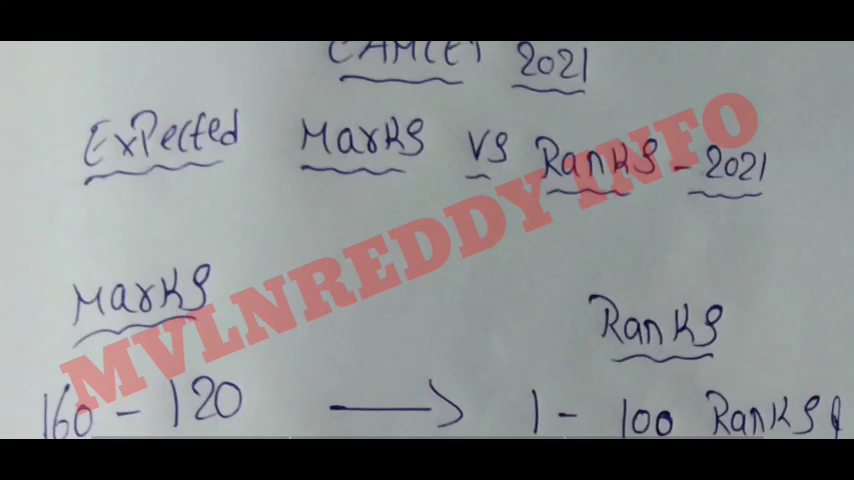 EAMCET 2021
Expected Marks VS Ranks - 2021
Marks
Ranks
160 - 120 → 1 - 100 Ranks
MVLNREDDY INFO